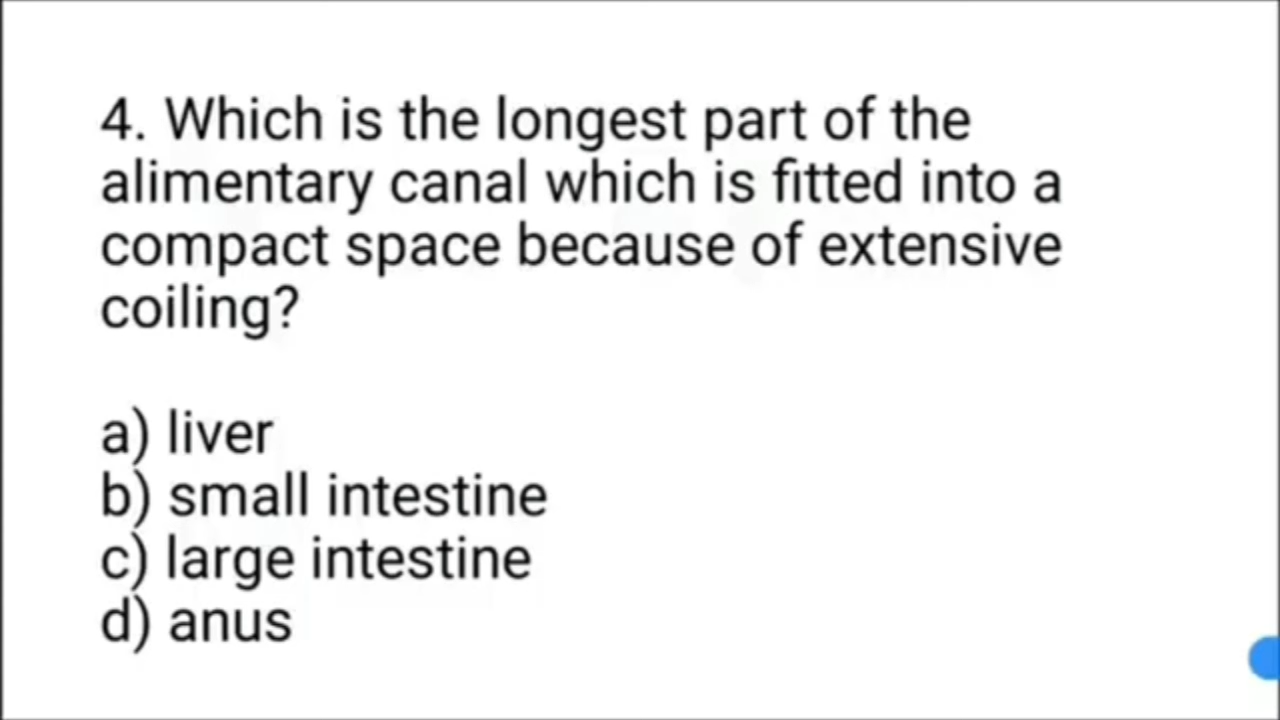 4. Which is the longest part of the
alimentary canal which is fitted into a
compact space because of extensive
coiling?
a) liver
b) small intestine
c) large intestine
d) anus